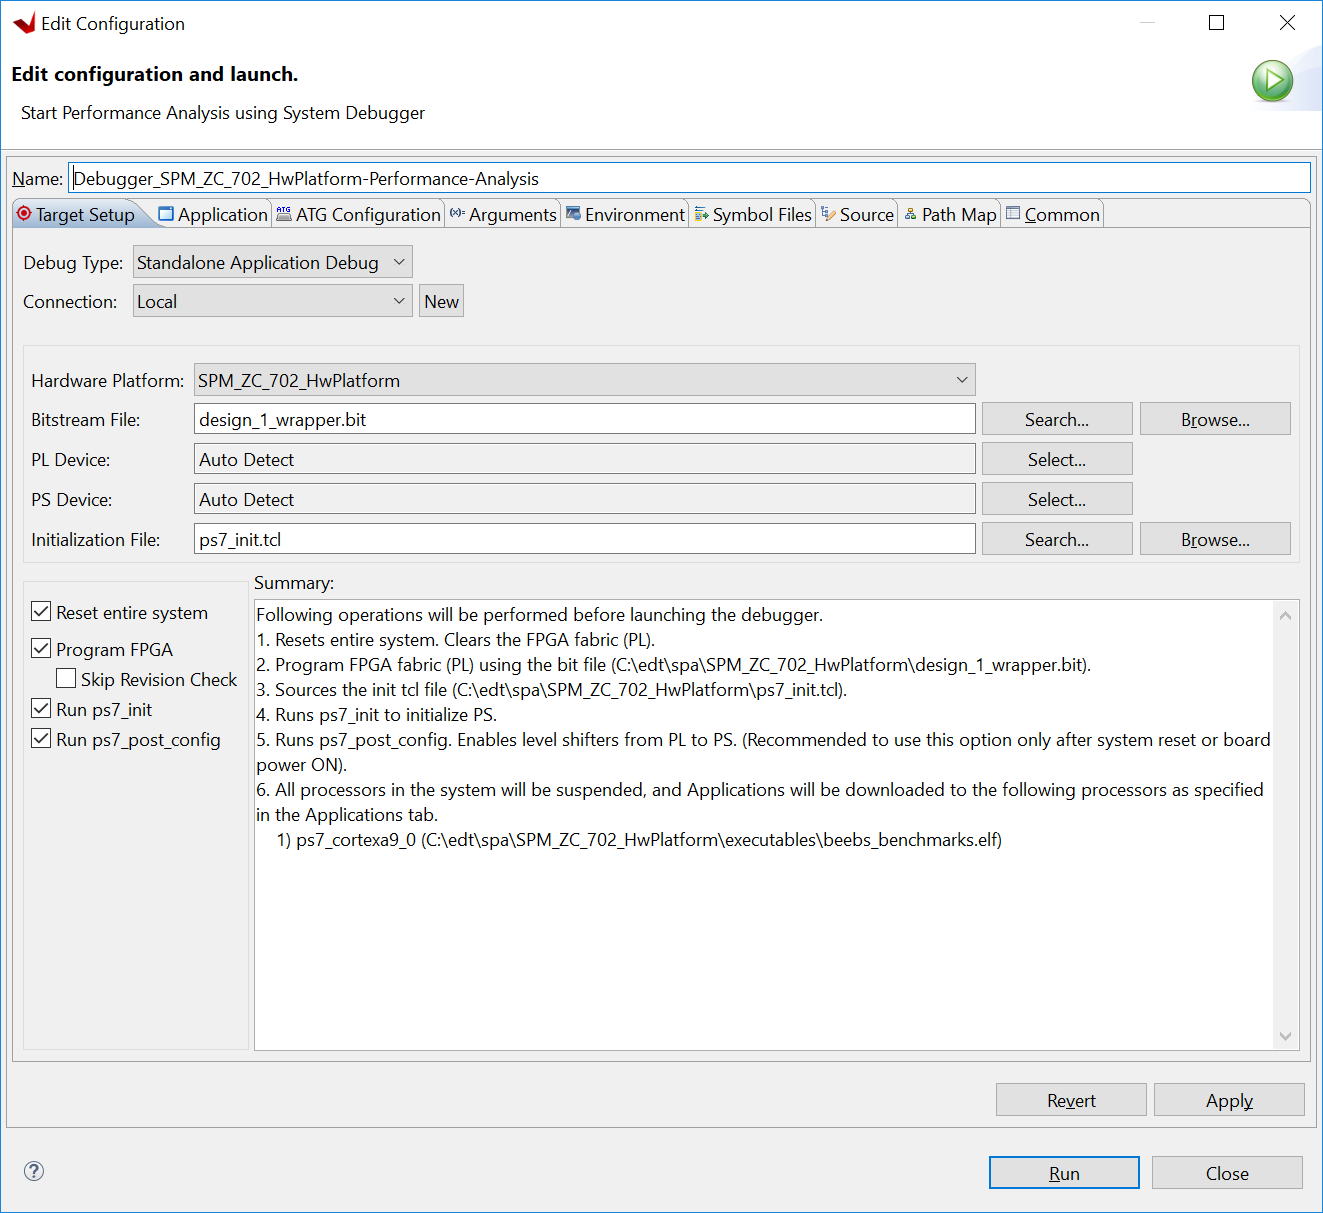 Edit Configuration
Edit configuration and launch.
Start Performance Analysis using System Debugger
Name: Debugger_SPM_ZC_702_HwPlatform-Performance-Analysis
Target Setup Application ATG ATG Configuration (x)= Arguments Environment Symbol Files Source Path Map Common
Debug Type: Standalone Application Debug
Connection: Local New
Hardware Platform: SPM_ZC_702_HwPlatform
Bitstream File: design_1_wrapper.bit Search... Browse...
PL Device: Auto Detect Select...
PS Device: Auto Detect Select...
Initialization File: ps7_init.tcl Search... Browse...
Reset entire system
Program FPGA
Skip Revision Check
Run ps7_init
Run ps7_post_config
Summary:
Following operations will be performed before launching the debugger.
1. Resets entire system. Clears the FPGA fabric (PL).
2. Program FPGA fabric (PL) using the bit file (C:\edt\spa\SPM_ZC_702_HwPlatform\design_1_wrapper.bit).
3. Sources the init tcl file (C:\edt\spa\SPM_ZC_702_HwPlatform\ps7_init.tcl).
4. Runs ps7_init to initialize PS.
5. Runs ps7_post_config. Enables level shifters from PL to PS. (Recommended to use this option only after system reset or board
power ON).
6. All processors in the system will be suspended, and Applications will be downloaded to the following processors as specified
in the Applications tab.
1) ps7_cortexa9_0 (C:\edt\spa\SPM_ZC_702_HwPlatform\executables\beebs_benchmarks.elf)
Revert Apply
? Run Close